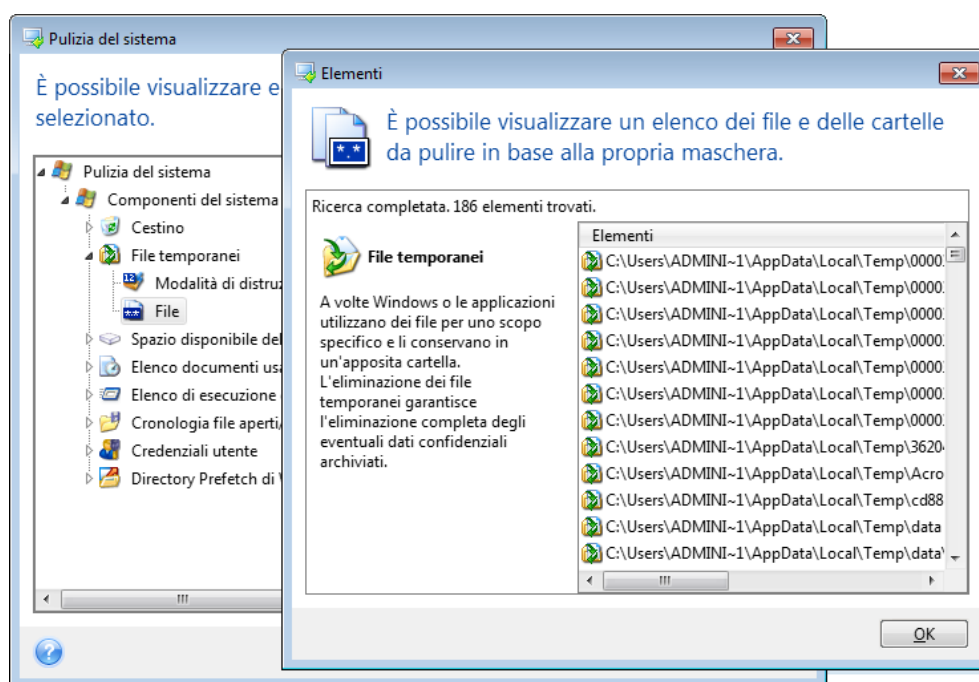 Pulizia del sistema
È possibile visualizzare e
selezionato.
Pulizia del sistema
Componenti del sistema
Cestino
File temporanei
Modalità di distruz
File
Spazio disponibile del
Elenco documenti usa
Elenco di esecuzione
Cronologia file aperti/
Credenziali utente
Directory Prefetch di
Elementi
È possibile visualizzare un elenco dei file e delle cartelle
da pulire in base alla propria maschera.
*.*
Ricerca completata. 186 elementi trovati.
File temporanei
A volte Windows o le applicazioni
utilizzano dei file per uno scopo
specifico e li conservano in
un'apposita cartella.
L'eliminazione dei file
temporanei garantisce
l'eliminazione completa degli
eventuali dati confidenziali
archiviati.
Elementi
C:\Users\ADMINI~1\AppData\Local\Temp\0000
C:\Users\ADMINI~1\AppData\Local\Temp\0000
C:\Users\ADMINI~1\AppData\Local\Temp\0000
C:\Users\ADMINI~1\AppData\Local\Temp\0000
C:\Users\ADMINI~1\AppData\Local\Temp\0000
C:\Users\ADMINI~1\AppData\Local\Temp\0000
C:\Users\ADMINI~1\AppData\Local\Temp\0000
C:\Users\ADMINI~1\AppData\Local\Temp\3620
C:\Users\ADMINI~1\AppData\Local\Temp\Acro
C:\Users\ADMINI~1\AppData\Local\Temp\cd88
C:\Users\ADMINI~1\AppData\Local\Temp\data
C:\Users\ADMINI~1\AppData\Local\Temp\data\
OK